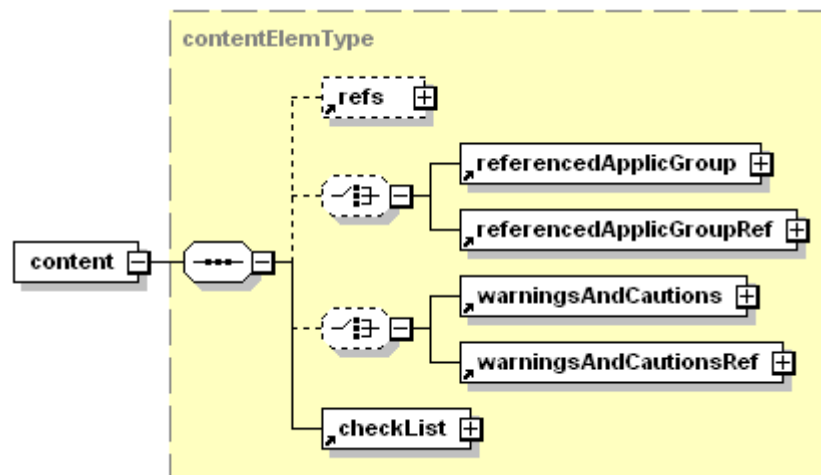 contentElemType
refs
referencedApplicGroup
referencedApplicGroupRef
content
warningsAndCautions
warningsAndCautionsRef
checkList